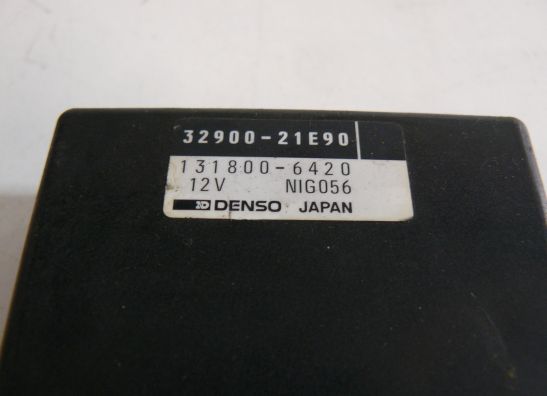 32900-21E90
131800-6420
12V NIG056
DENSO JAPAN